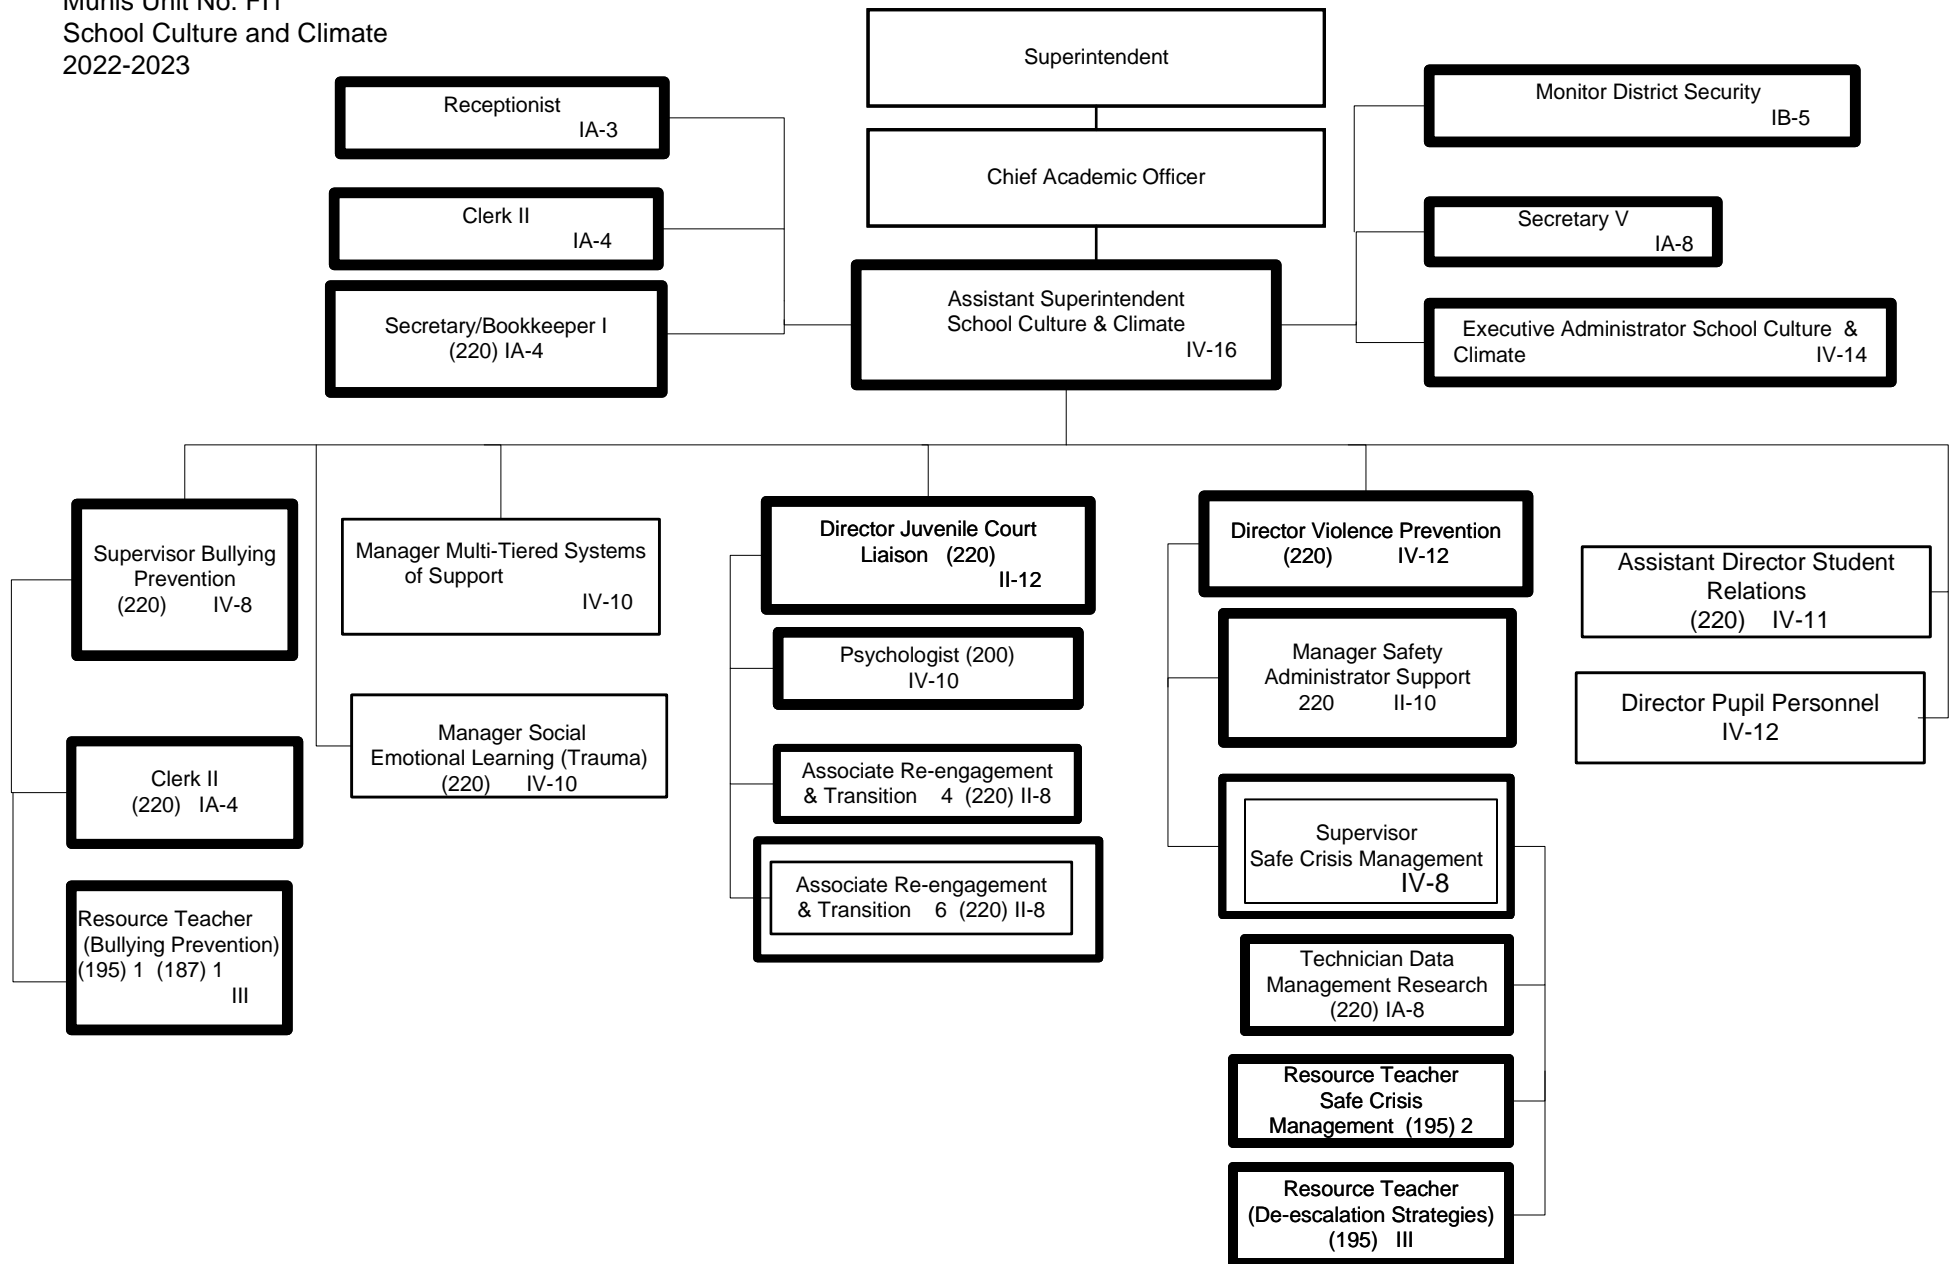 School Culture and Climate
2022-2023
Superintendent
Chief Academic Officer
Receptionist
IA-3
Clerk II
IA-4
Secretary/Bookkeeper I
(220) IA-4
Assistant Superintendent
School Culture & Climate
IV-16
Monitor District Security
IB-5
Secretary V
IA-8
Executive Administrator School Culture &
Climate IV-14
Supervisor Bullying
Prevention
(220) IV-8
Clerk II
(220) IA-4
Resource Teacher
(Bullying Prevention)
(195) 1 (187) 1
III
Manager Multi-Tiered Systems
of Support
IV-10
Manager Social
Emotional Learning (Trauma)
(220) IV-10
Director Juvenile Court
Liaison (220)
II-12
Psychologist (200)
IV-10
Associate Re-engagement
& Transition 4 (220) II-8
Associate Re-engagement
& Transition 6 (220) II-8
Director Violence Prevention
(220) IV-12
Manager Safety
Administrator Support
220 II-10
Supervisor
Safe Crisis Management
IV-8
Technician Data
Management Research
(220) IA-8
Resource Teacher
Safe Crisis
Management (195) 2
Resource Teacher
(De-escalation Strategies)
(195) III
Assistant Director Student
Relations
(220) IV-11
Director Pupil Personnel
IV-12